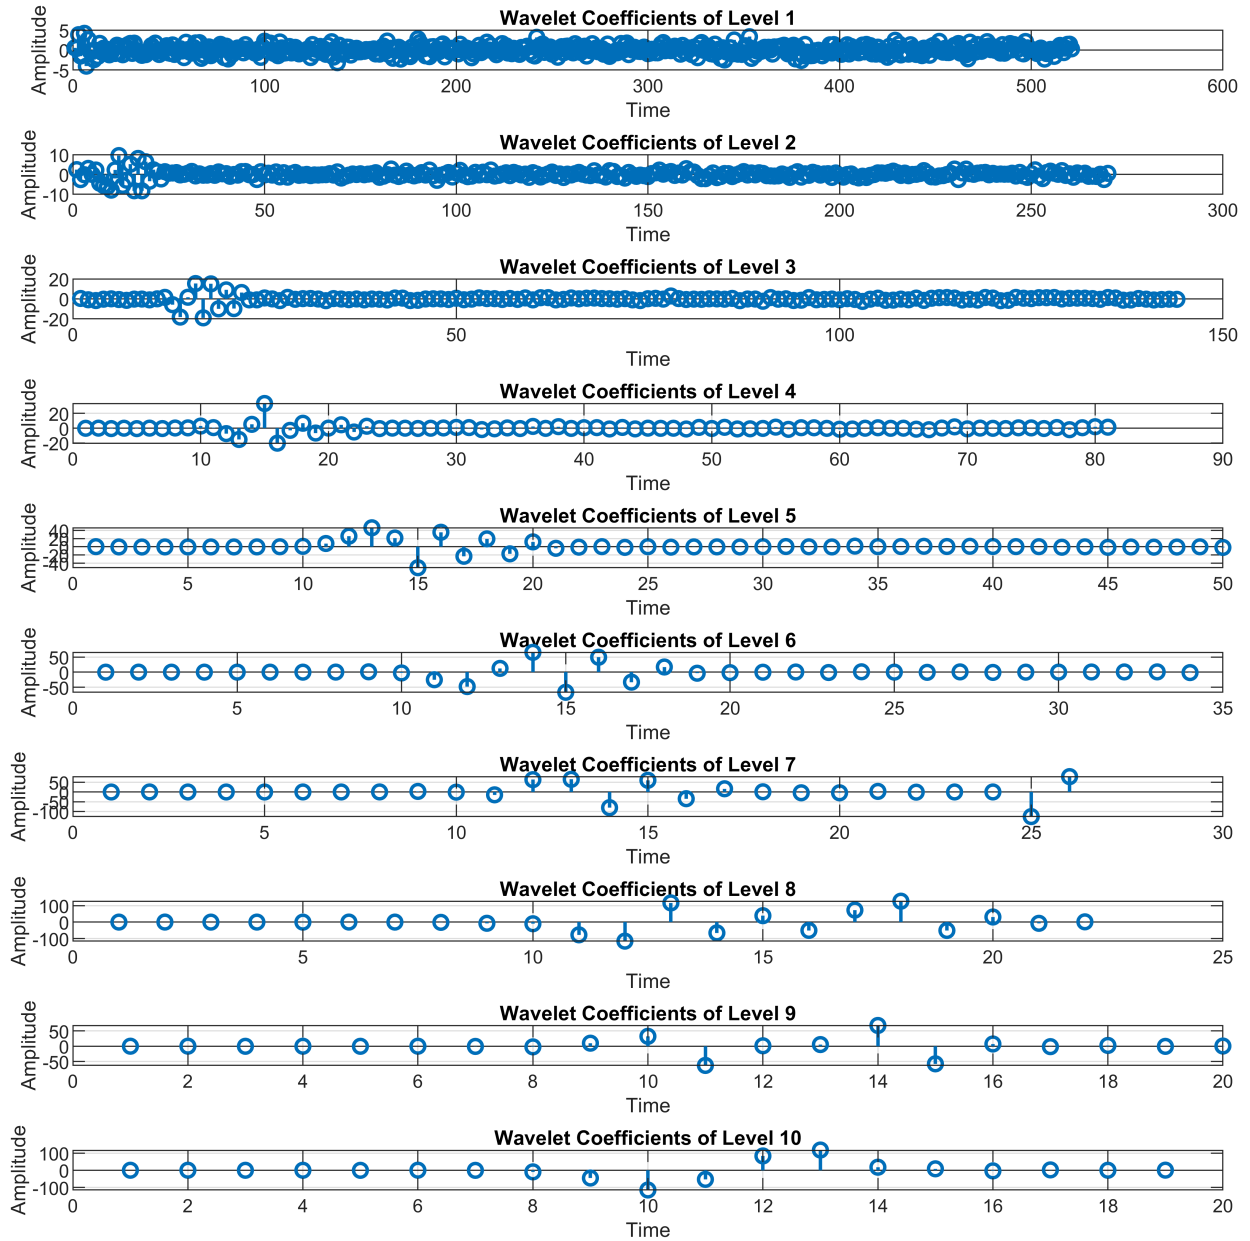 Wavelet Coefficients of Level 1
Amplitude
5
0
-5
0 100 200 300 400 500 600
Time
Wavelet Coefficients of Level 2
Amplitude
10
0
-10
0 50 100 150 200 250 300
Time
Wavelet Coefficients of Level 3
Amplitude
20
0
-20
0 50 100 150
Time
Wavelet Coefficients of Level 4
Amplitude
20
0
-20
0 10 20 30 40 50 60 70 80 90
Time
Wavelet Coefficients of Level 5
Amplitude
40
20
0
-20
-40
0 5 10 15 20 25 30 35 40 45 50
Time
Wavelet Coefficients of Level 6
Amplitude
50
0
-50
0 5 10 15 20 25 30 35
Time
Wavelet Coefficients of Level 7
Amplitude
50
0
-50
-100
0 5 10 15 20 25 30
Time
Wavelet Coefficients of Level 8
Amplitude
100
0
-100
0 5 10 15 20 25
Time
Wavelet Coefficients of Level 9
Amplitude
50
0
-50
0 2 4 6 8 10 12 14 16 18 20
Time
Wavelet Coefficients of Level 10
Amplitude
100
0
-100
0 2 4 6 8 10 12 14 16 18 20
Time